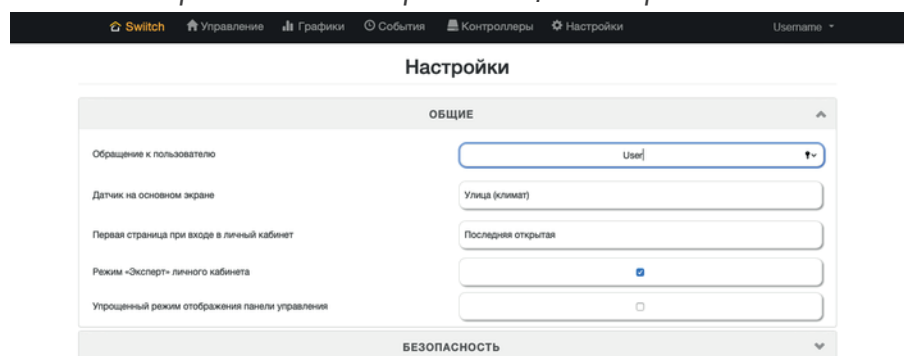 Swiitch Управление Графики События Контроллеры Настройки Username
Настройки
ОБЩИЕ
Обращение к пользователю User
Датчик на основном экране Улица (климат)
Первая страница при входе в личный кабинет Последняя открытая
Режим «Эксперт» личного кабинета
Упрощенный режим отображения панели управления
БЕЗОПАСНОСТЬ